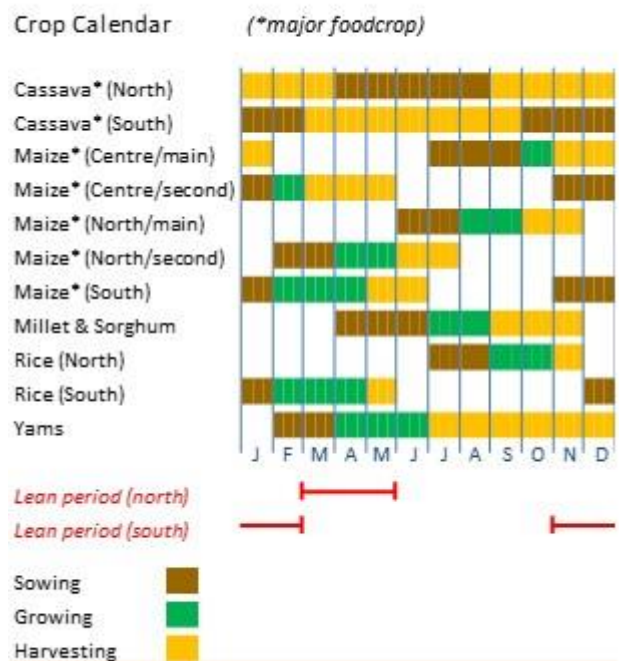 Crop Calendar (*major foodcrop)
Cassava* (North)
Cassava* (South)
Maize* (Centre/main)
Maize* (Centre/second)
Maize* (North/main)
Maize* (North/second)
Maize* (South)
Millet & Sorghum
Rice (North)
Rice (South)
Yams
J F M A M J J A S O N D
Lean period (north)
Lean period (south)
Sowing
Growing
Harvesting